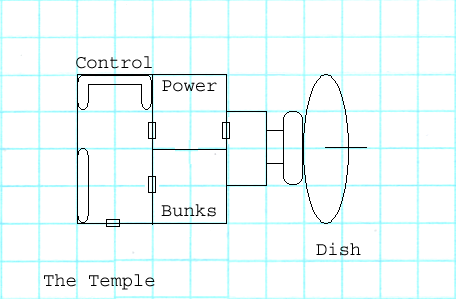 Control
Power
Bunks
Dish
The Temple